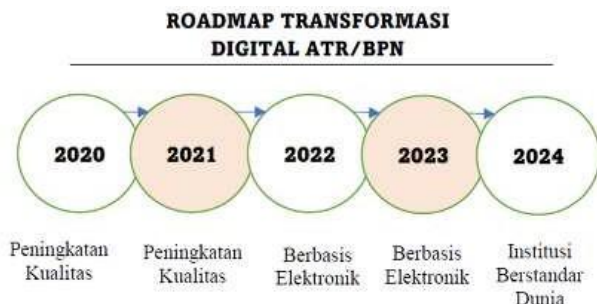 ROADMAP TRANSFORMASI
DIGITAL ATR/BPN
2020
2021
2022
2023
2024
Peningkatan
Kualitas
Peningkatan
Kualitas
Berbasis
Elektronik
Berbasis
Elektronik
Institusi
Berstandar
Dunia